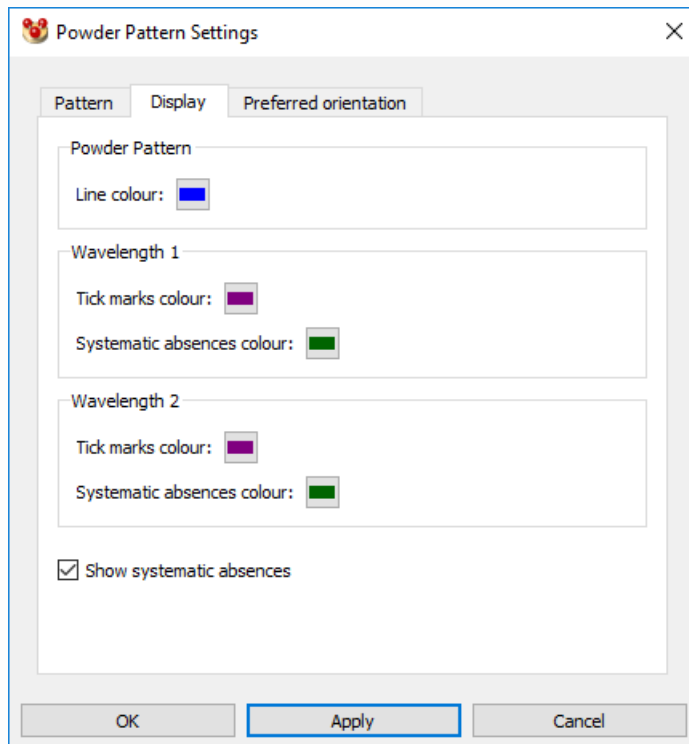 Powder Pattern Settings
Pattern Display Preferred orientation
Powder Pattern
Line colour:
Wavelength 1
Tick marks colour:
Systematic absences colour:
Wavelength 2
Tick marks colour:
Systematic absences colour:
Show systematic absences
OK Apply Cancel